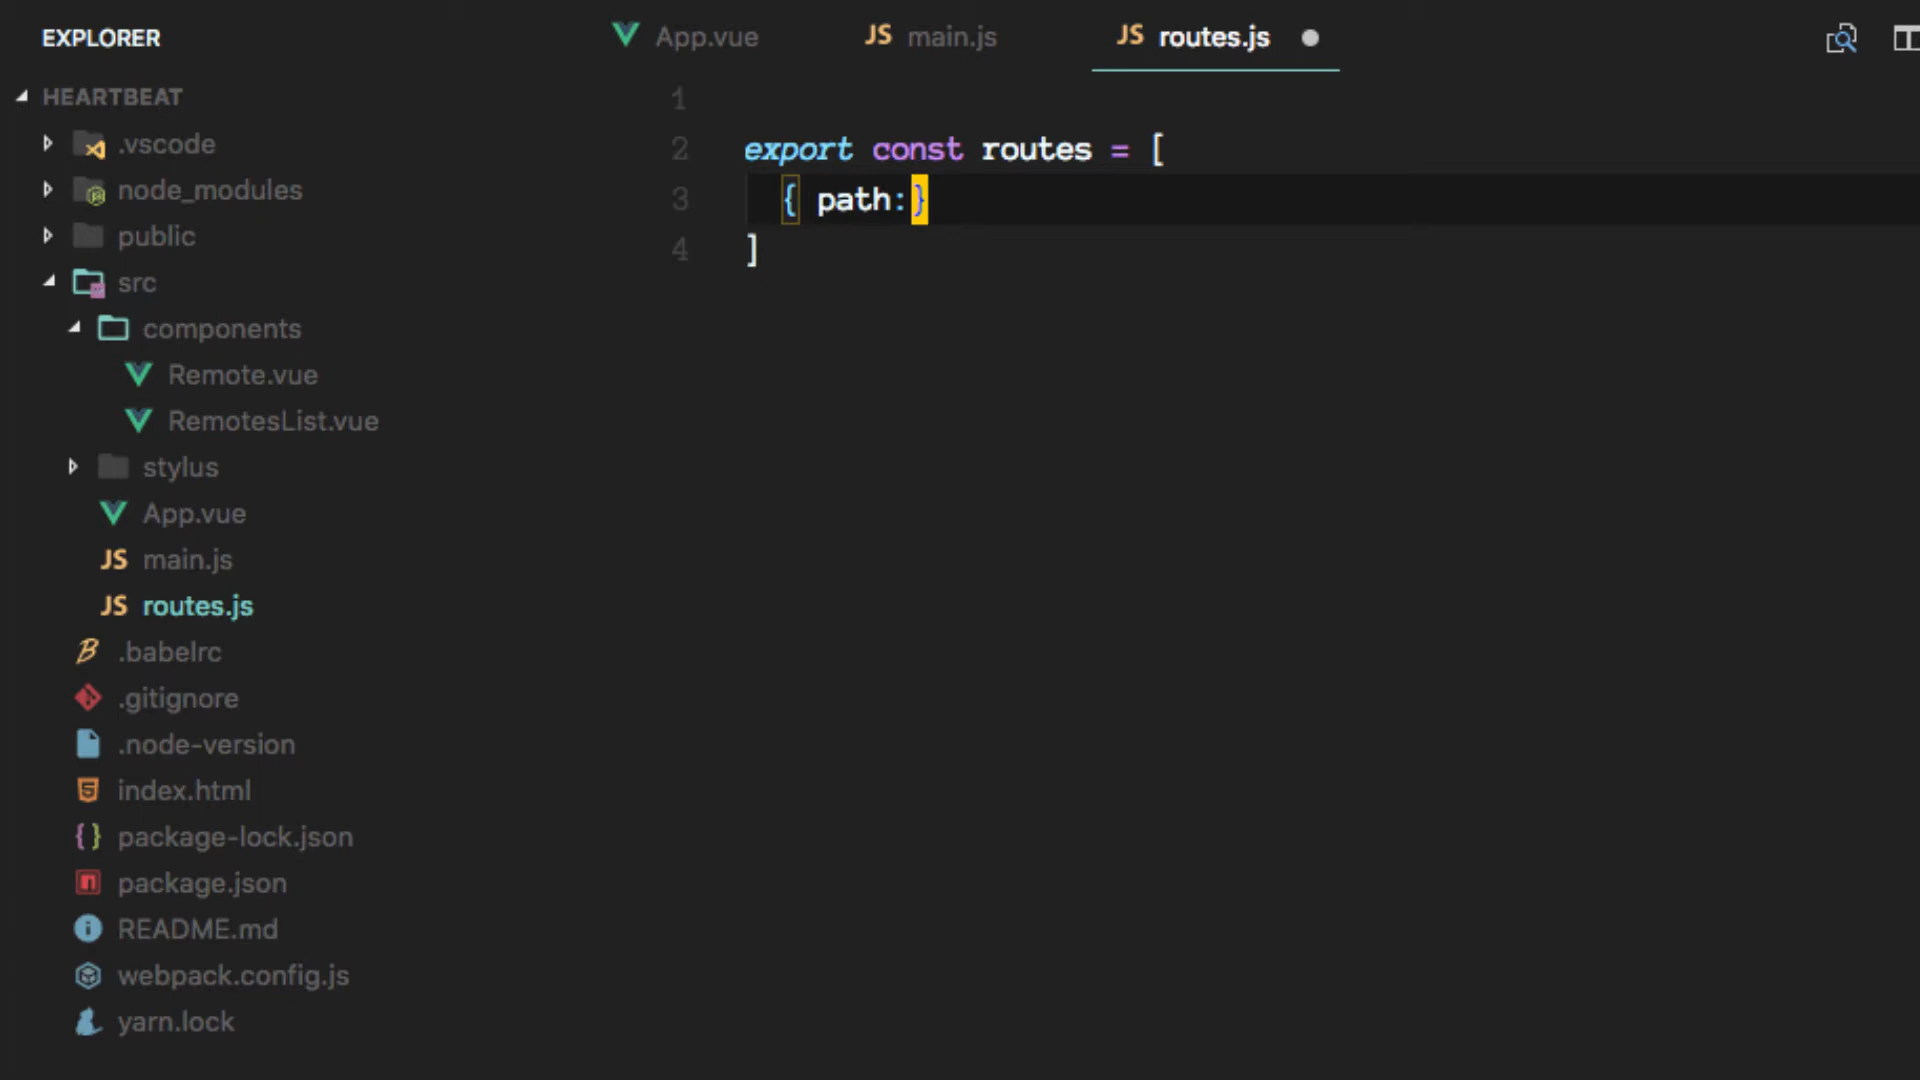 EXPLORER
App.vue
JS main.js
JS routes.js
HEARTBEAT
.vscode
node_modules
public
src
components
Remote.vue
RemotesList.vue
stylus
App.vue
JS main.js
JS routes.js
.babelrc
.gitignore
.node-version
index.html
package-lock.json
package.json
README.md
webpack.config.js
yarn.lock
1
2 export const routes = [
3 { path:}
4 ]